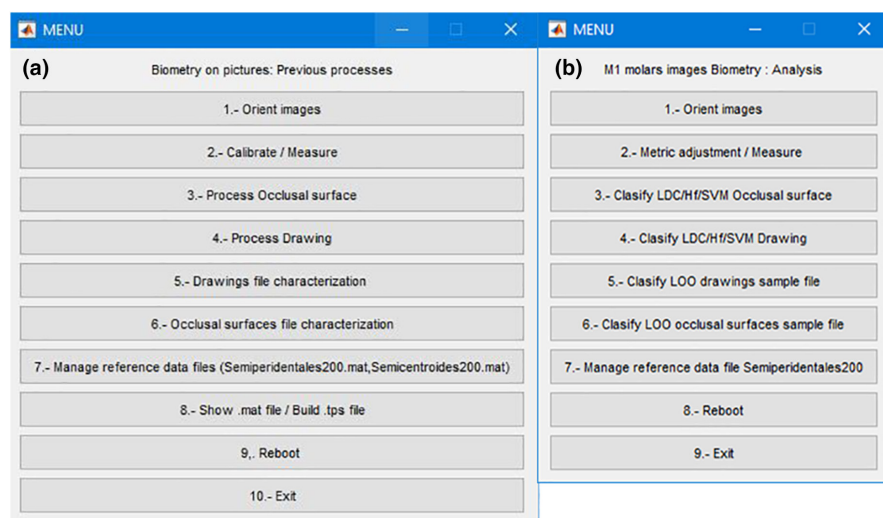 MENU
(a)
Biometry on pictures: Previous processes
1.- Orient images
2.- Calibrate / Measure
3.- Process Occlusal surface
4.- Process Drawing
5.- Drawings file characterization
6.- Occlusal surfaces file characterization
7.- Manage reference data files (Semiperidentales200.mat,Semicentroides200.mat)
8.- Show .mat file / Build .tps file
9,. Reboot
10.- Exit
MENU
(b)
M1 molars images Biometry : Analysis
1.- Orient images
2.- Metric adjustment / Measure
3.- Clasify LDC/Hf/SVM Occlusal surface
4.- Clasify LDC/Hf/SVM Drawing
5.- Clasify LOO drawings sample file
6.- Clasify LOO occlusal surfaces sample file
7.- Manage reference data file Semiperidentales200
8.- Reboot
9.- Exit